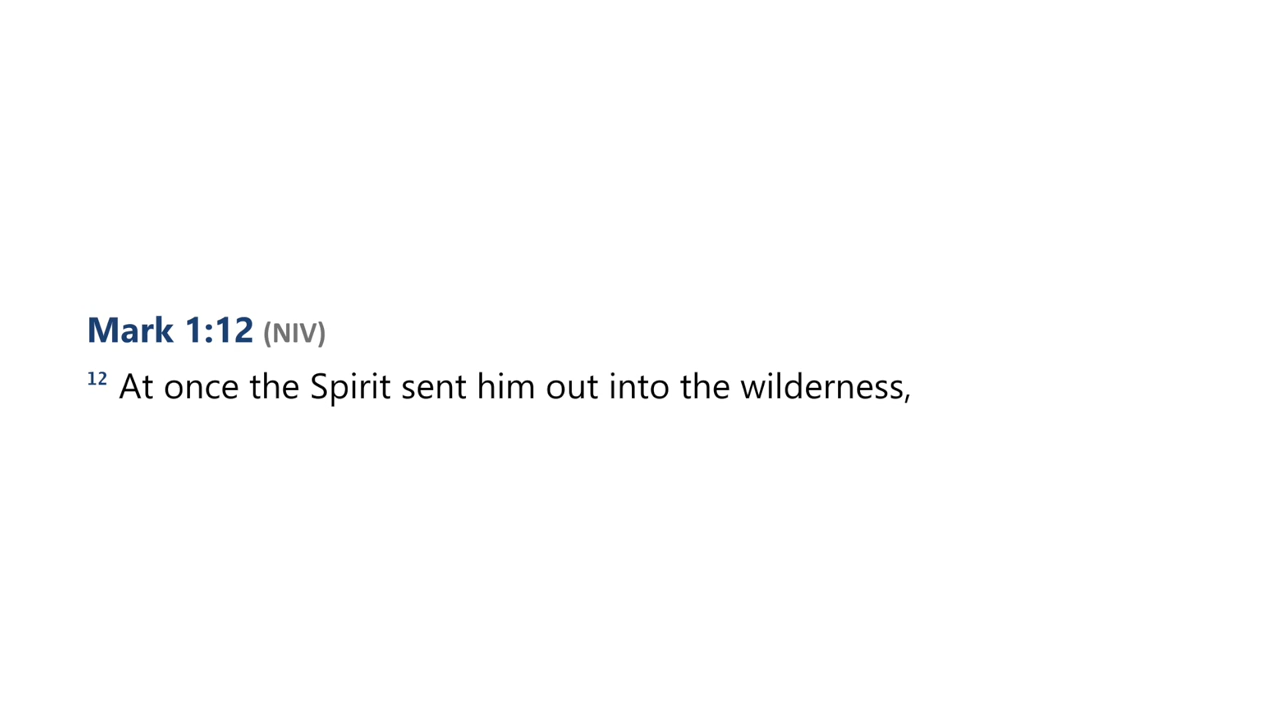 Mark 1:12 (NIV)
12 At once the Spirit sent him out into the wilderness,